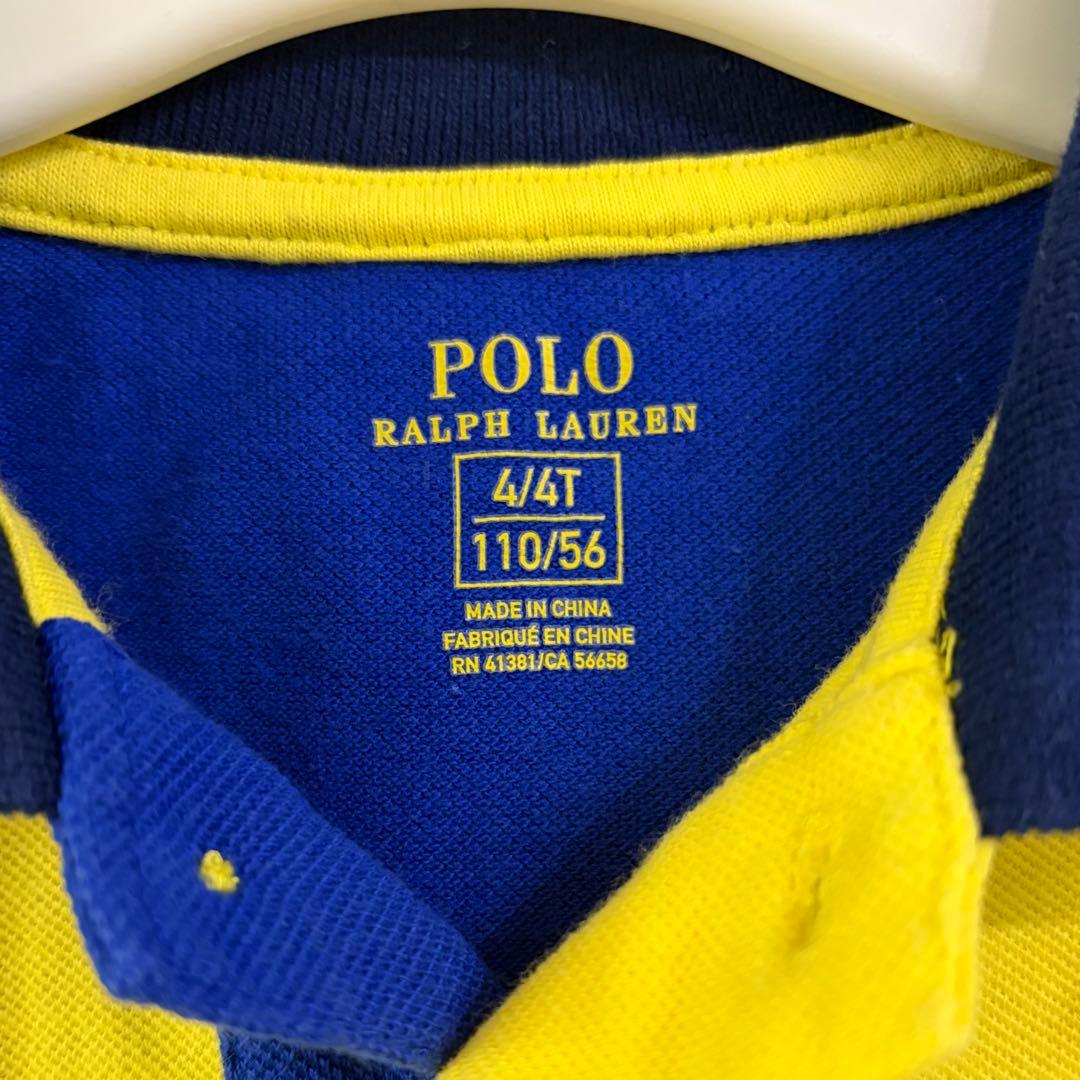 POLO
RALPH LAUREN
4/4T
110/56
MADE IN CHINA
FABRIQUÉ EN CHINE
RN 41381/CA 56658